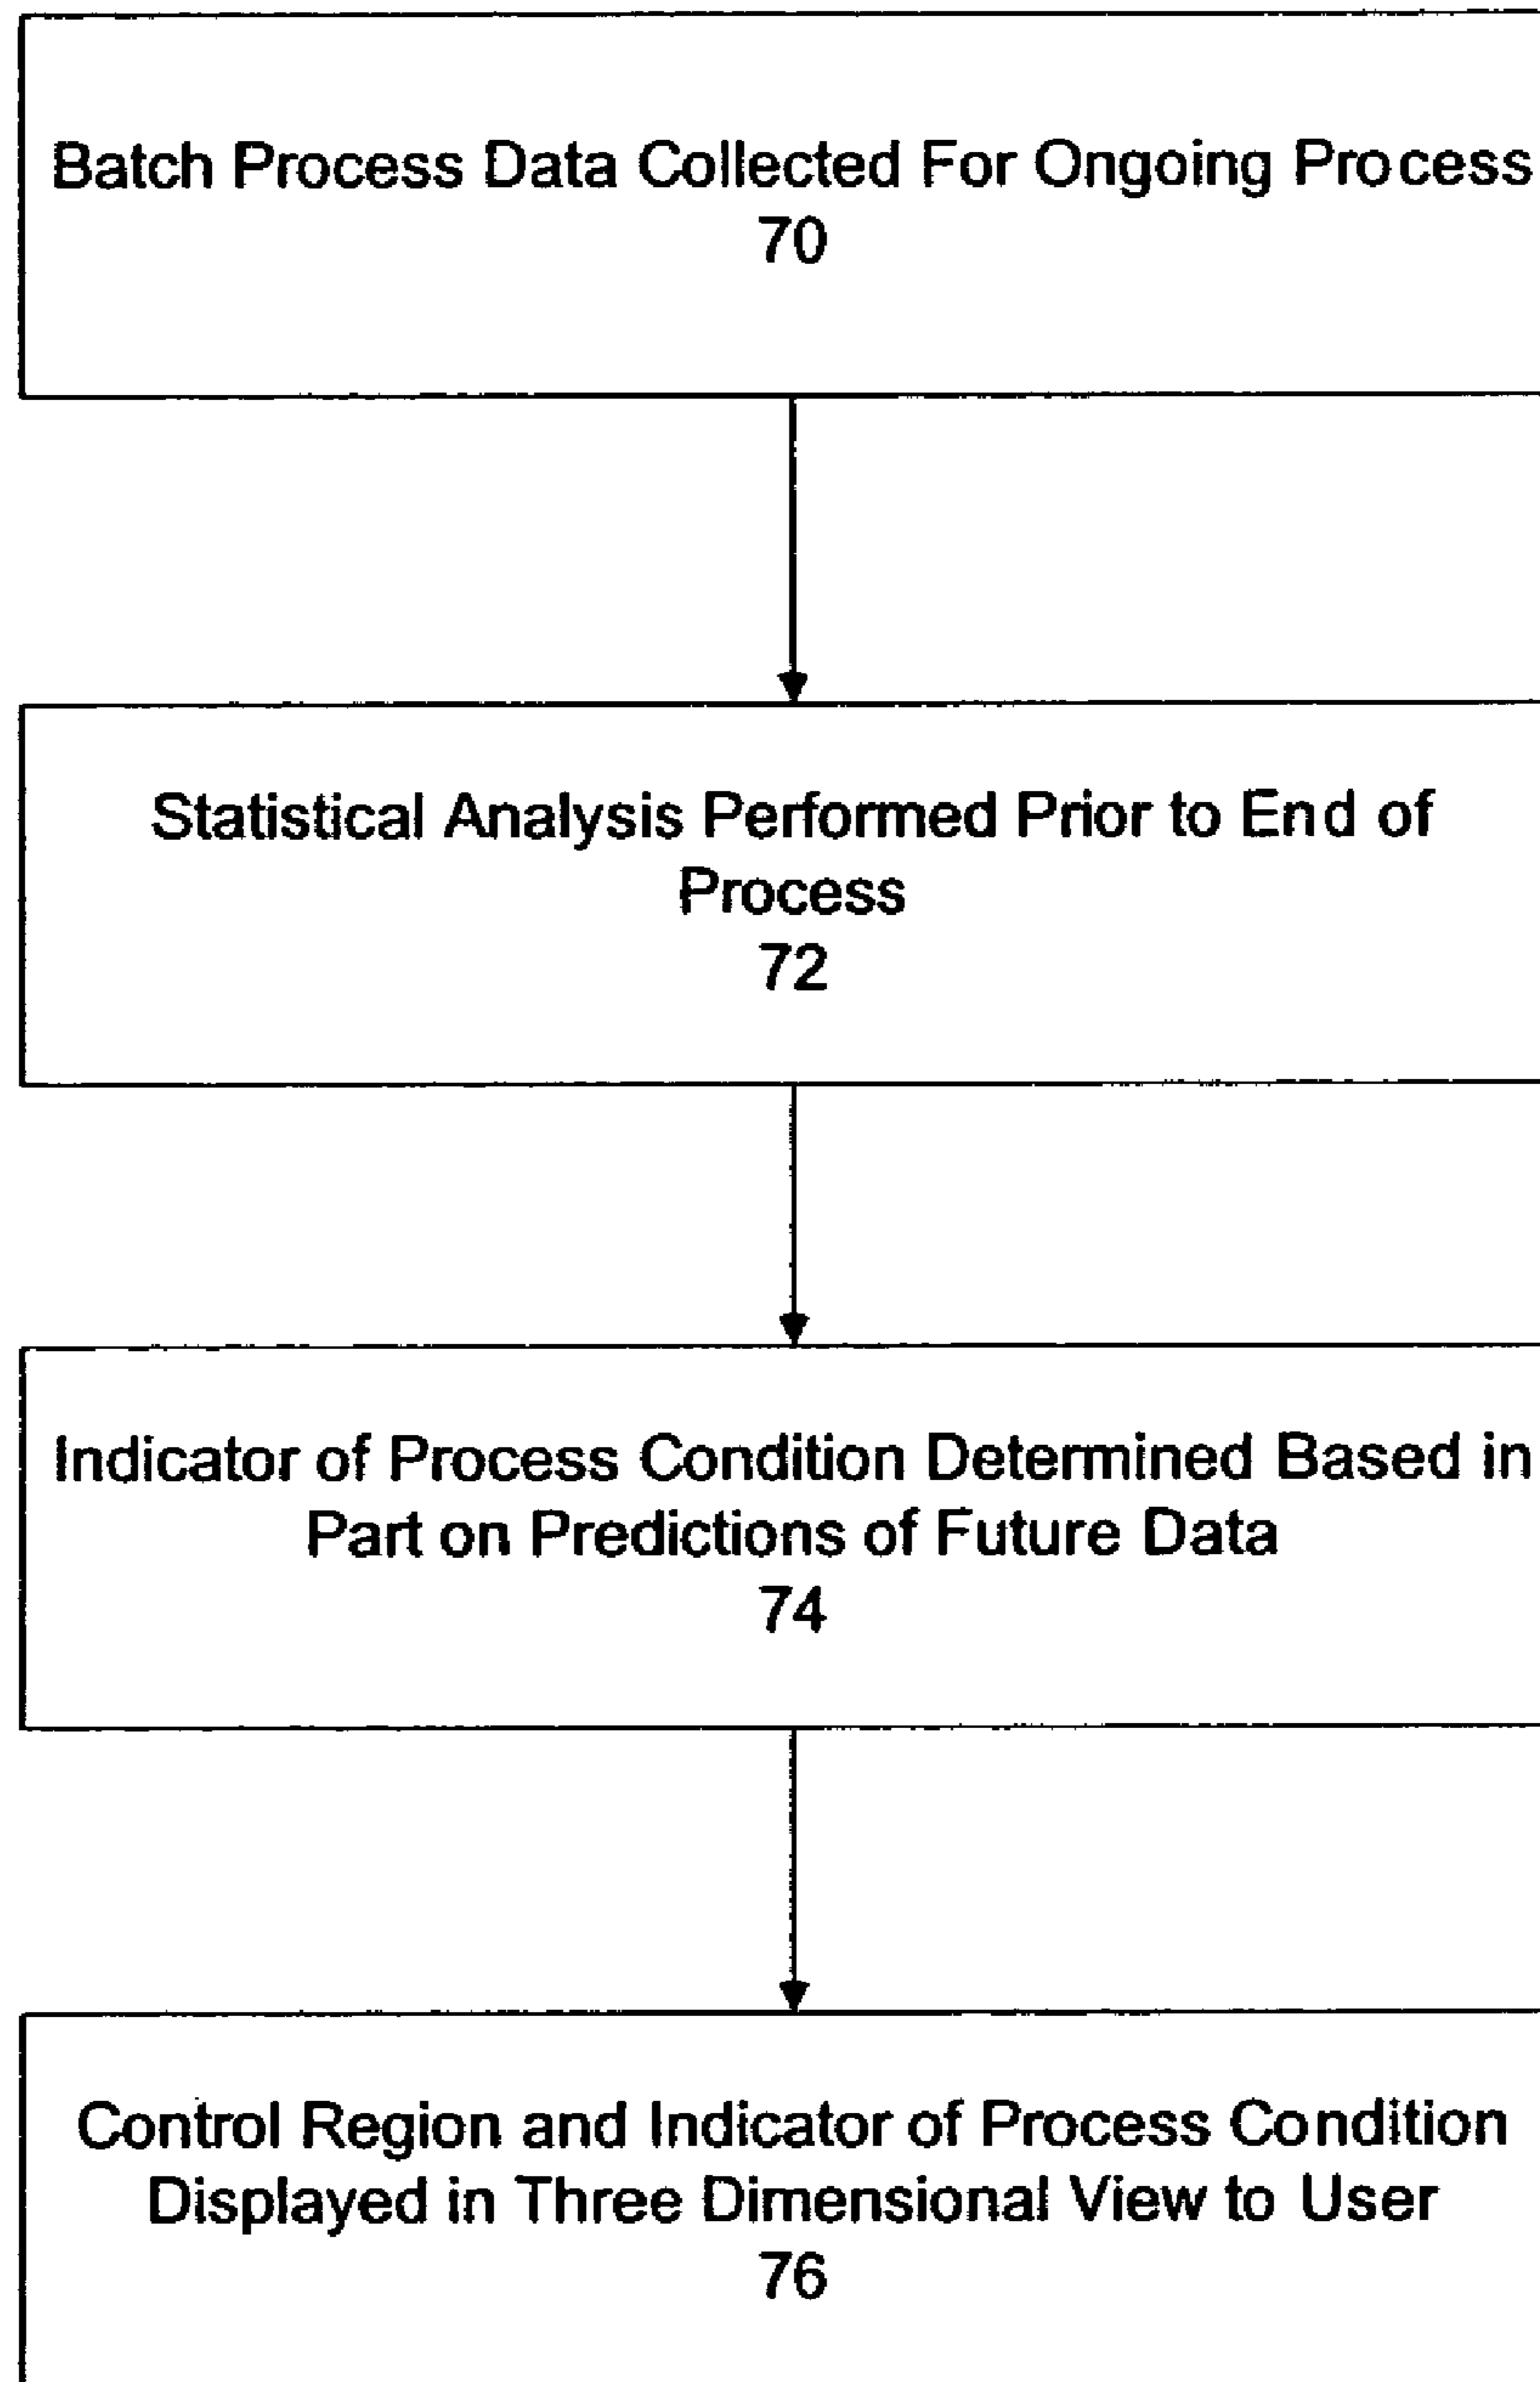 Batch Process Data Collected For Ongoing Process
70
Statistical Analysis Performed Prior to End of
Process
72
Indicator of Process Condition Determined Based in
Part on Predictions of Future Data
74
Control Region and Indicator of Process Condition
Displayed in Three Dimensional View to User
76